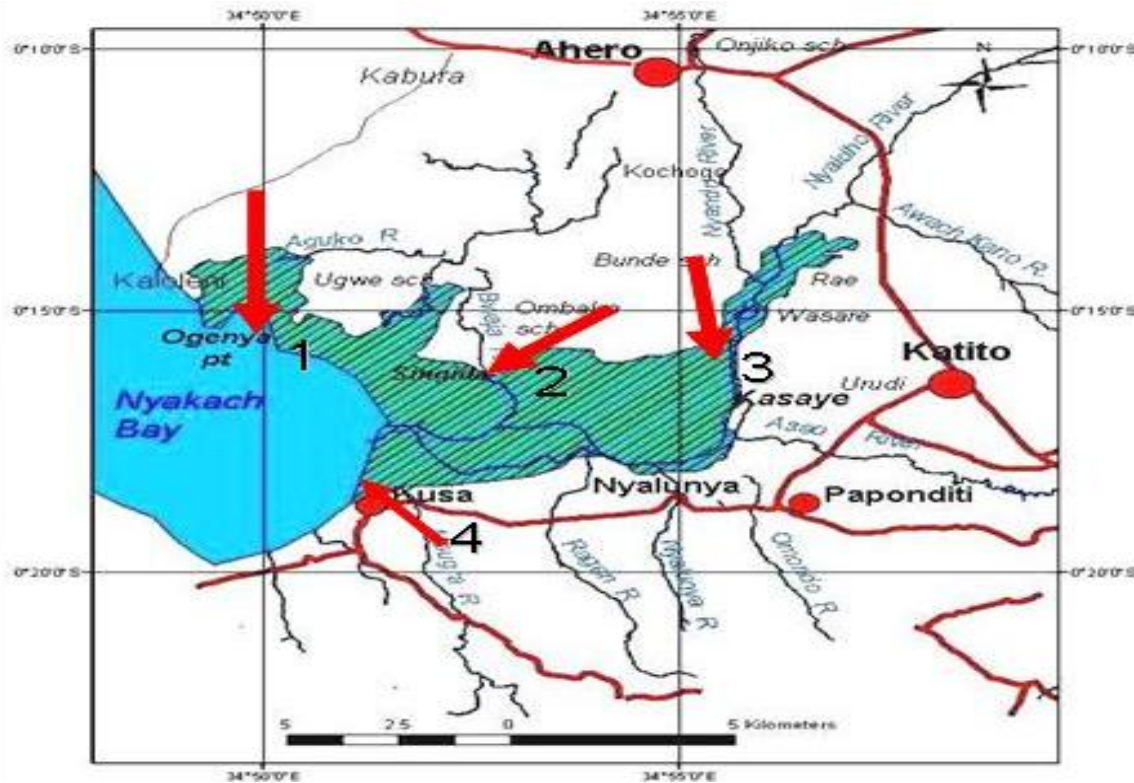 34°50'0"E
34°55'0"E
0°10'0"S
0°10'0"S
Ahero
Onjiko sch
N
Kabura
Nyaidho River
Nyando River
Kochogo
Awach Kano R.
Aguko R
Bunde sch
Kaloleni
Ugwe sch
Rae
Ombaka
sch
0°15'0"S
0°15'0"S
Wasare
Ogenya
pt
1
Singida
2
3
Katito
Urudi
Kasaye
Nyakach
Bay
Asao River
Kusa
Nyalunya
Paponditi
4
0°20'0"S
0°20'0"S
Ragen R
Nyalunya R
Omondo R
5
2.5
0
5 Kilometers
34°50'0"E
34°55'0"E